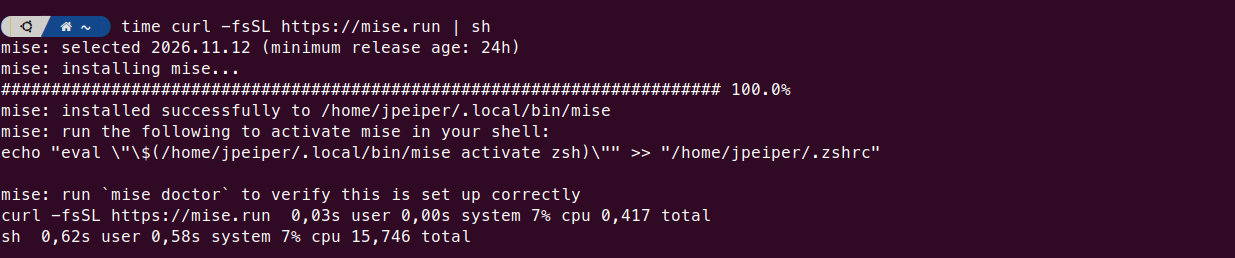 ~ time curl -fsSL https://mise.run | sh
mise: selected 2026.11.12 (minimum release age: 24h)
mise: installing mise...
######################################################################## 100.0%
mise: installed successfully to /home/jpeiper/.local/bin/mise
mise: run the following to activate mise in your shell:
echo "eval \"\$(/home/jpeiper/.local/bin/mise activate zsh)\"" >> "/home/jpeiper/.zshrc"
mise: run `mise doctor` to verify this is set up correctly
curl -fsSL https://mise.run  0,03s user 0,00s system 7% cpu 0,417 total
sh  0,62s user 0,58s system 7% cpu 15,746 total